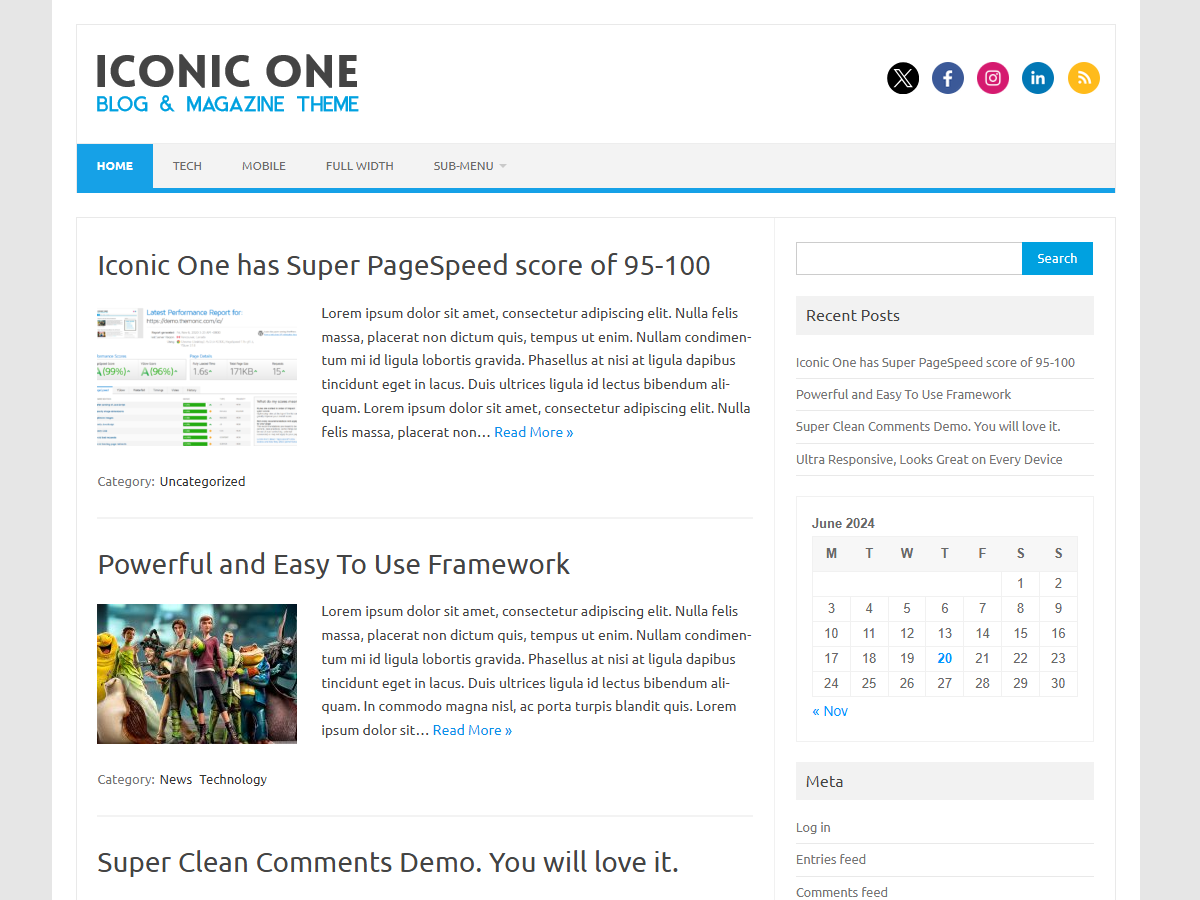 ICONIC ONE
BLOG & MAGAZINE THEME
HOME TECH MOBILE FULL WIDTH SUB-MENU
Iconic One has Super PageSpeed score of 95-100
Latest Performance Report for:
https://demo.themonic.com/io/
Page Details
(99%)
(96%)
1.6s
171KB
15
Lorem ipsum dolor sit amet, consectetur adipiscing elit. Nulla felis
massa, placerat non dictum quis, tempus ut enim. Nullam condimen-
tum mi id ligula lobortis gravida. Phasellus at nisi at ligula dapibus
tincidunt eget in lacus. Duis ultrices ligula id lectus bibendum ali-
quam. Lorem ipsum dolor sit amet, consectetur adipiscing elit. Nulla
felis massa, placerat non… Read More »
Category: Uncategorized
Powerful and Easy To Use Framework
Lorem ipsum dolor sit amet, consectetur adipiscing elit. Nulla felis
massa, placerat non dictum quis, tempus ut enim. Nullam condimen-
tum mi id ligula lobortis gravida. Phasellus at nisi at ligula dapibus
tincidunt eget in lacus. Duis ultrices ligula id lectus bibendum ali-
quam. In commodo magna nisl, ac porta turpis blandit quis. Lorem
ipsum dolor sit… Read More »
Category: News Technology
Super Clean Comments Demo. You will love it.
Search
Recent Posts
Iconic One has Super PageSpeed score of 95-100
Powerful and Easy To Use Framework
Super Clean Comments Demo. You will love it.
Ultra Responsive, Looks Great on Every Device
June 2024
M T W T F S S
1 2
3 4 5 6 7 8 9
10 11 12 13 14 15 16
17 18 19 20 21 22 23
24 25 26 27 28 29 30
« Nov
Meta
Log in
Entries feed
Comments feed